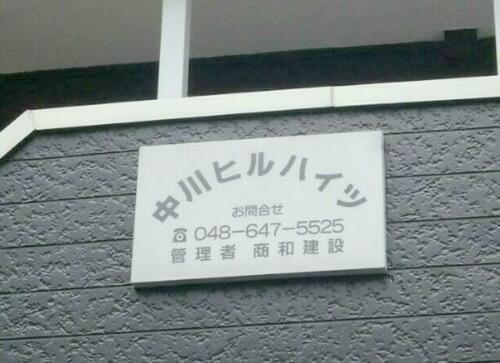 中川ヒルハイツ
お問合せ
☎048-647-5525
管理者 商和建設